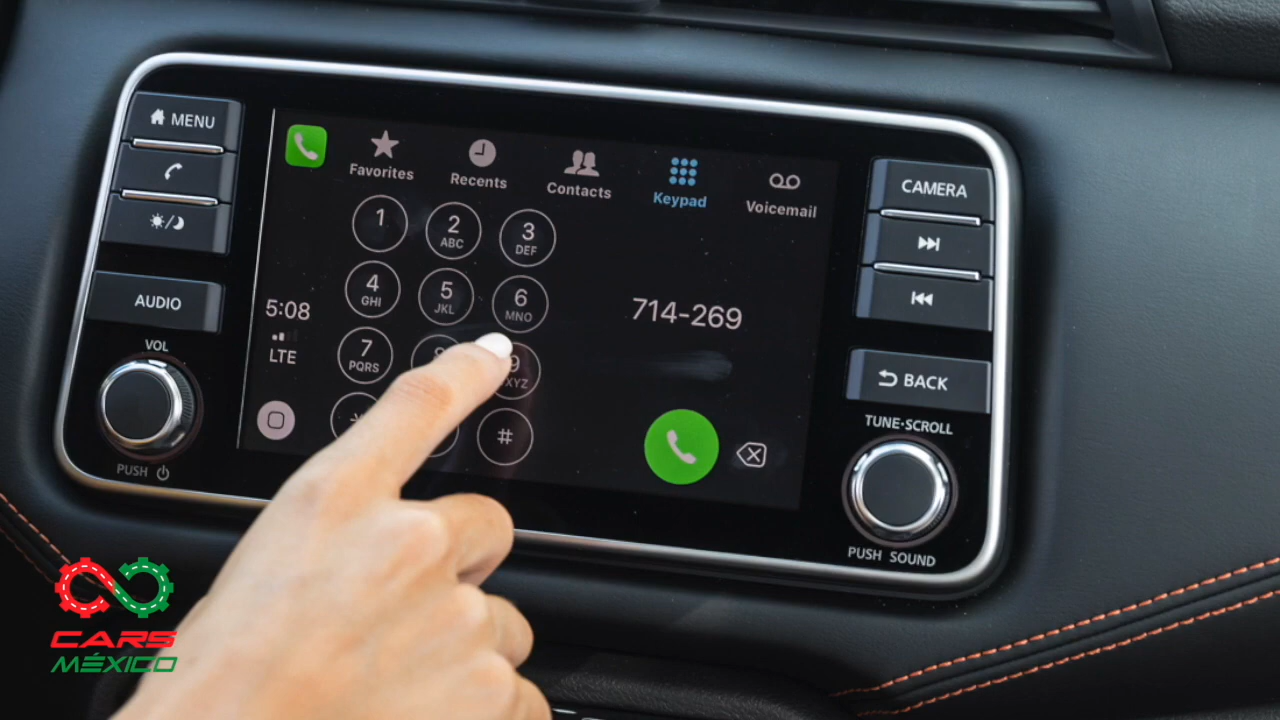 MENU
AUDIO
VOL
PUSH
Favorites
Recents
Contacts
Keypad
Voicemail
1
2
ABC
3
DEF
4
GHI
5
JKL
6
MNO
7
PQRS
9
#
5:08
LTE
714-269
CAMERA
BACK
TUNE•SCROLL
PUSH SOUND
CARS
MÉXICO